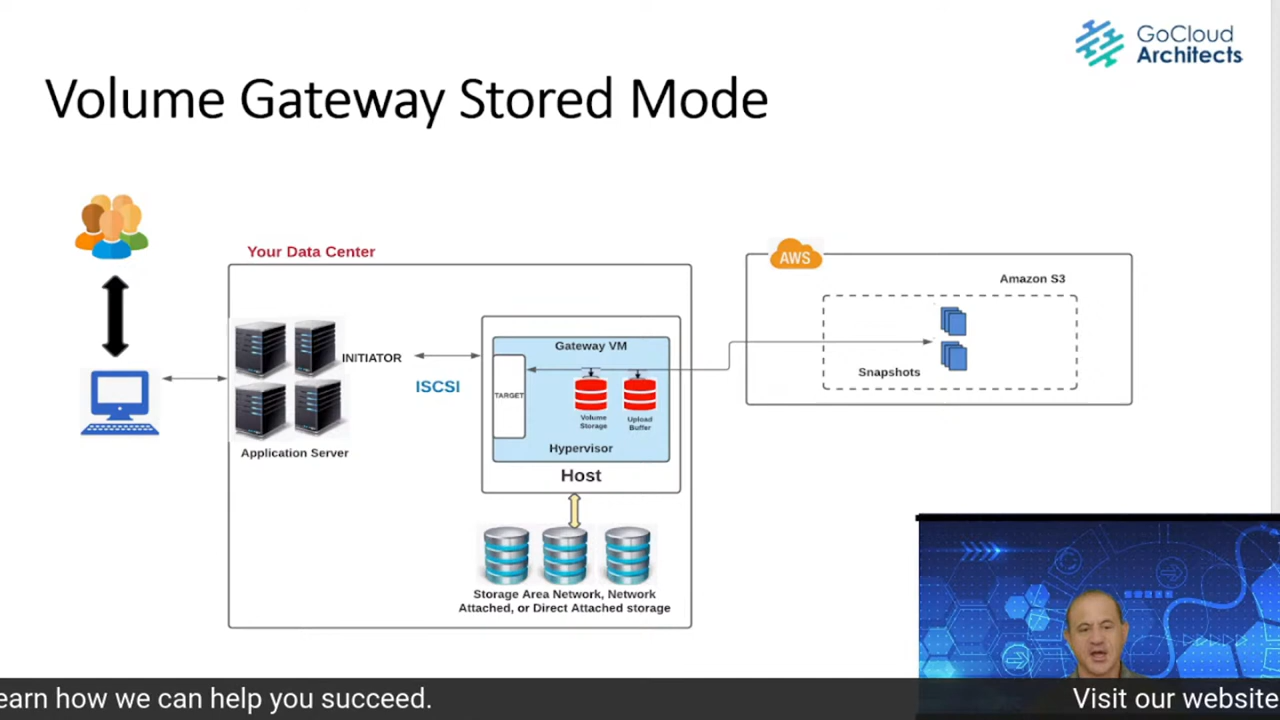 GoCloud
Architects
Volume Gateway Stored Mode
Your Data Center
AWS
Amazon S3
INITIATOR
ISCSI
Gateway VM
TARGET
Volume
Storage
Upload
Buffer
Snapshots
Hypervisor
Application Server
Host
Storage Area Network, Network
Attached, or Direct Attached storage
earn how we can help you succeed.
Visit our website